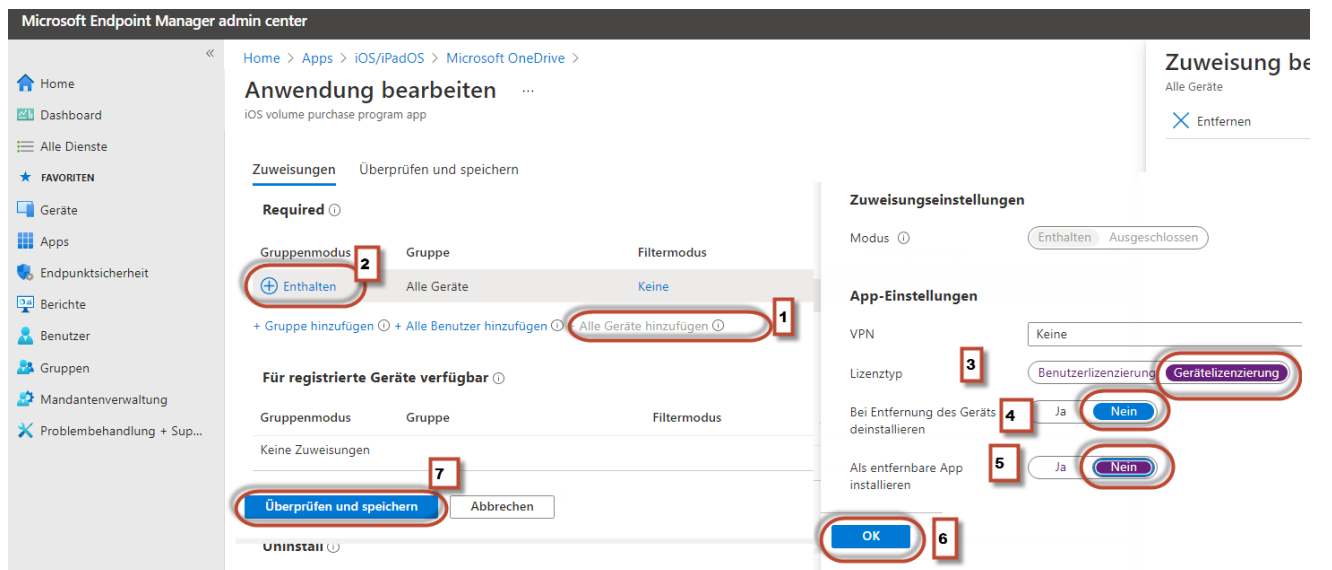 Microsoft Endpoint Manager admin center
«
Home
Dashboard
Alle Dienste
FAVORITEN
Geräte
Apps
Endpunktsicherheit
Berichte
Benutzer
Gruppen
Mandantenverwaltung
Problembehandlung + Sup...
Home > Apps > iOS/iPadOS > Microsoft OneDrive >
Anwendung bearbeiten ...
iOS volume purchase program app
Zuweisungen Überprüfen und speichern
Required
Gruppenmodus Gruppe Filtermodus
2
Enthalten Alle Geräte Keine
1
+ Gruppe hinzufügen + Alle Benutzer hinzufügen Alle Geräte hinzufügen
Für registrierte Geräte verfügbar
Gruppenmodus Gruppe Filtermodus
Keine Zuweisungen
7
Überprüfen und speichern Abbrechen
Uninstall
Zuweisung be
Alle Geräte
Entfernen
Zuweisungseinstellungen
Modus Enthalten Ausgeschlossen
App-Einstellungen
VPN Keine
Lizenztyp 3 Benutzerlizenzierung Gerätelizenzierung
Bei Entfernung des Geräts 4 Ja Nein
deinstallieren
Als entfernbare App 5 Ja Nein
installieren
OK 6